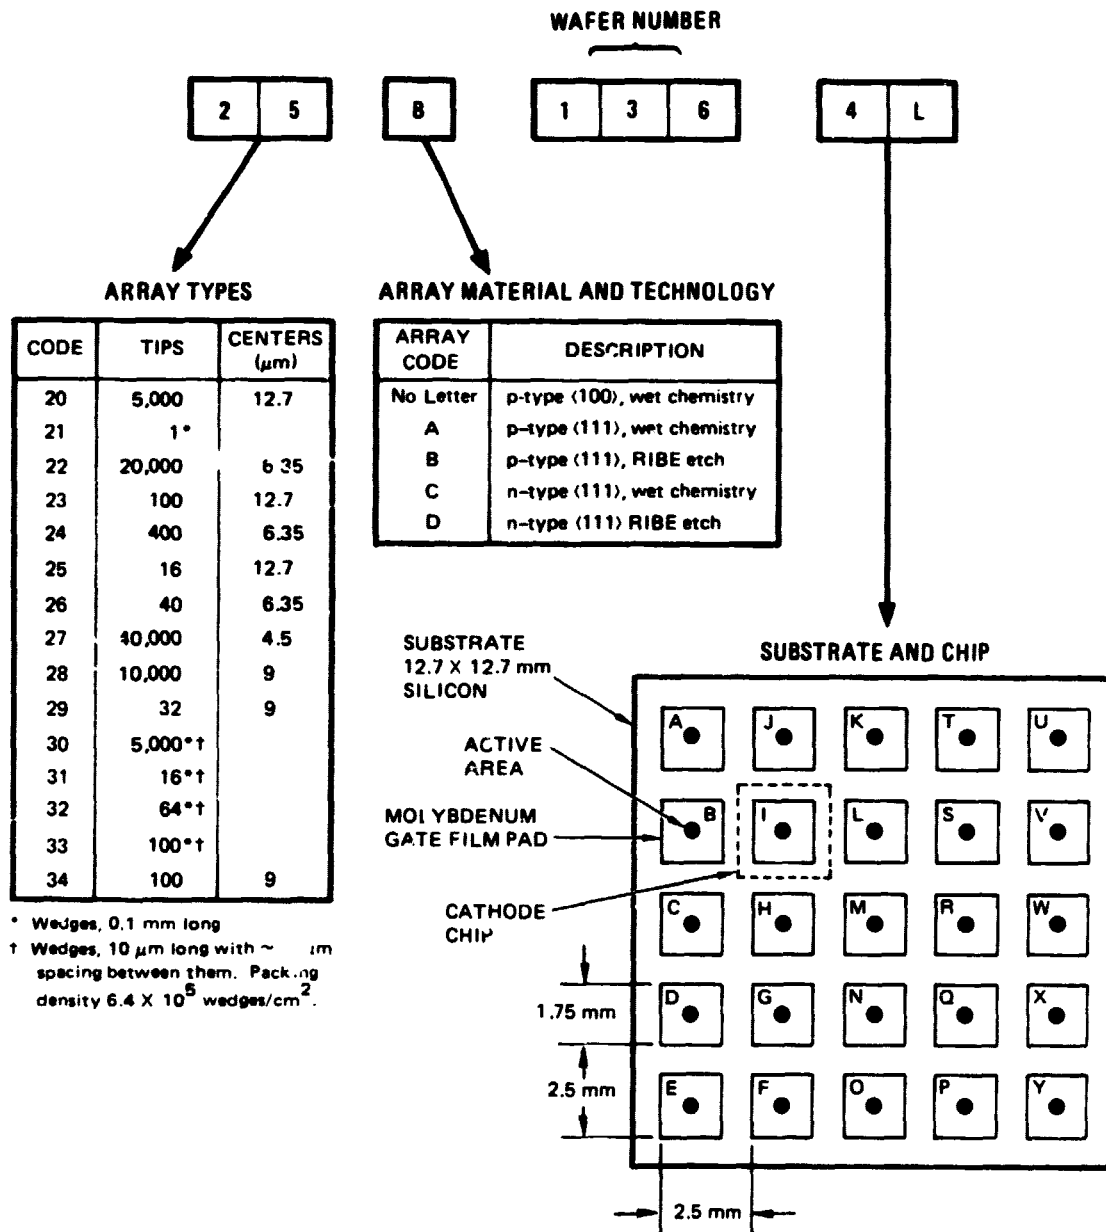 WAFER NUMBER
2 5 B 1 3 6 4 L
ARRAY TYPES
CODE TIPS CENTERS (μm)
20 5,000 12.7
21 1*
22 20,000 6.35
23 100 12.7
24 400 6.35
25 16 12.7
26 40 6.35
27 40,000 4.5
28 10,000 9
29 32 9
30 5,000*†
31 16*†
32 64*†
33 100*†
34 100 9
* Wedges, 0.1 mm long
† Wedges, 10 μm long with ~ μm
spacing between them. Packing
density 6.4 X 10⁵ wedges/cm².
ARRAY MATERIAL AND TECHNOLOGY
ARRAY CODE DESCRIPTION
No Letter p-type ⟨100⟩, wet chemistry
A p-type ⟨111⟩, wet chemistry
B p-type ⟨111⟩, RIBE etch
C n-type ⟨111⟩, wet chemistry
D n-type ⟨111⟩ RIBE etch
SUBSTRATE AND CHIP
SUBSTRATE
12.7 X 12.7 mm
SILICON
ACTIVE
AREA
MOLYBDENUM
GATE FILM PAD
CATHODE
CHIP
A J K T U
B I L S V
C H M R W
D G N Q X
E F O P Y
1.75 mm
2.5 mm
2.5 mm